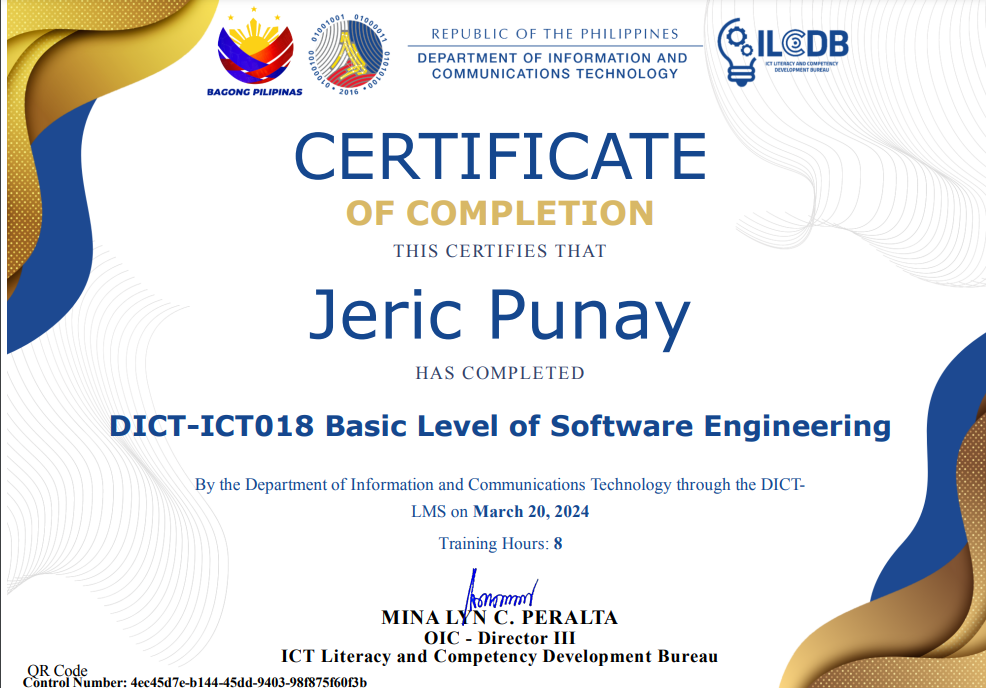 REPUBLIC OF THE PHILIPPINES
DEPARTMENT OF INFORMATION AND
COMMUNICATIONS TECHNOLOGY
BAGONG PILIPINAS
01001001 01000011 01010100 01000100
• 2016 •
ILCDB
ICT LITERACY AND COMPETENCY
DEVELOPMENT BUREAU
CERTIFICATE
OF COMPLETION
THIS CERTIFIES THAT
Jeric Punay
HAS COMPLETED
DICT-ICT018 Basic Level of Software Engineering
By the Department of Information and Communications Technology through the DICT-
LMS on March 20, 2024
Training Hours: 8
MINA LYN C. PERALTA
OIC - Director III
ICT Literacy and Competency Development Bureau
QR Code
Control Number: 4ec45d7e-b144-45dd-9403-98f875f60f3b